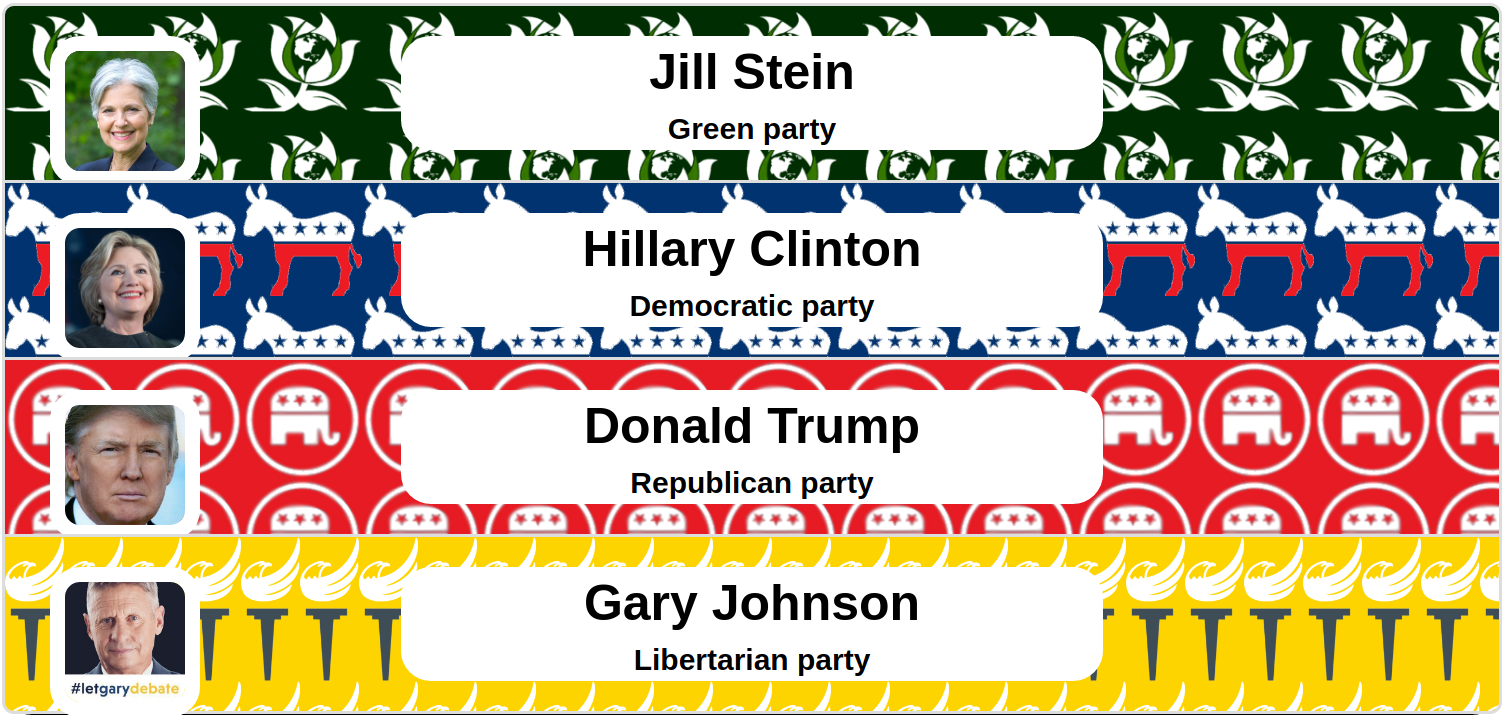 Jill Stein
Green party
Hillary Clinton
Democratic party
Donald Trump
Republican party
Gary Johnson
Libertarian party
#letgarydebate